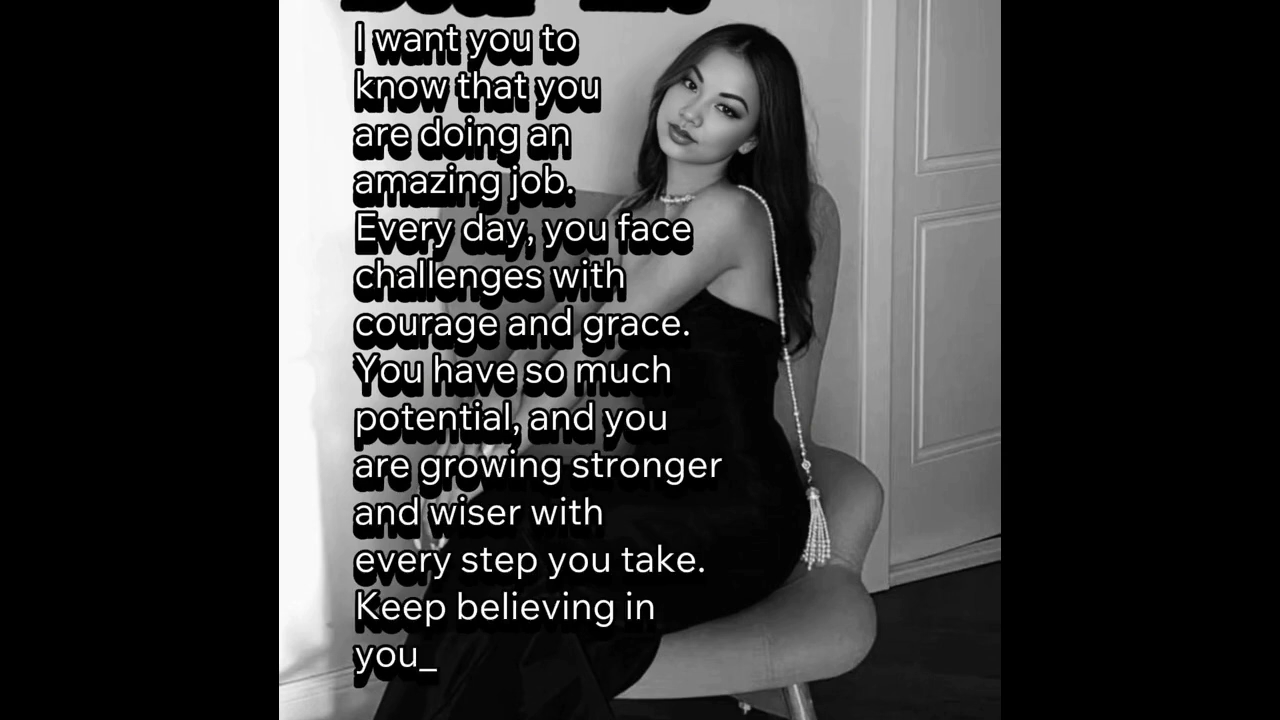 I want you to
know that you
are doing an
amazing job.
Every day, you face
challenges with
courage and grace.
You have so much
potential, and you
are growing stronger
and wiser with
every step you take.
Keep believing in
you_